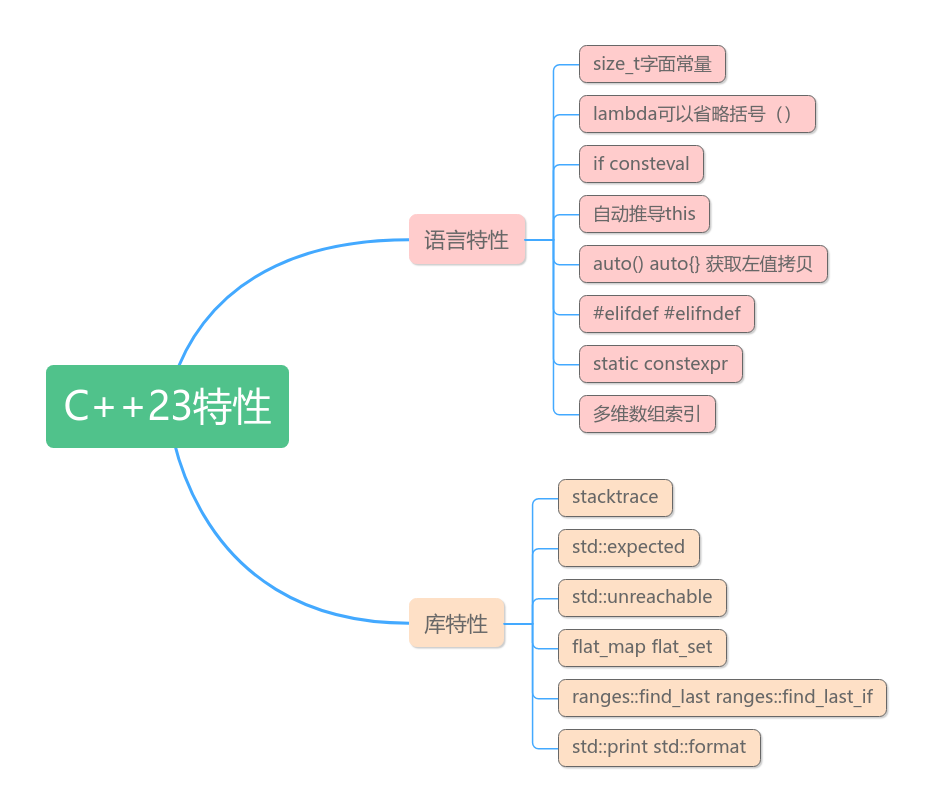 C++23特性
语言特性
size_t字面常量
lambda可以省略括号（）
if consteval
自动推导this
auto() auto{} 获取左值拷贝
#elifdef #elifndef
static constexpr
多维数组索引
库特性
stacktrace
std::expected
std::unreachable
flat_map flat_set
ranges::find_last ranges::find_last_if
std::print std::format